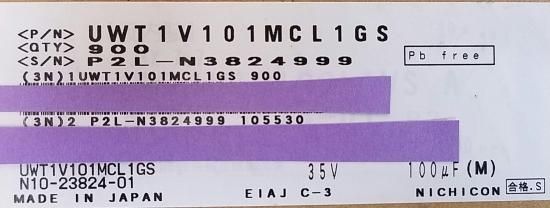 <P/N> UWT1V101MCL1GS
<QTY> 900
<S/N> P2L-N3824999
Pb free
(3N)1UWT1V101MCL1GS 900
(3N)2 P2L-N3824999 105530
UWT1V101MCL1GS 35V 100μF (M)
N10-23824-01
MADE IN JAPAN EIAJ C-3 NICHICON 合格.S